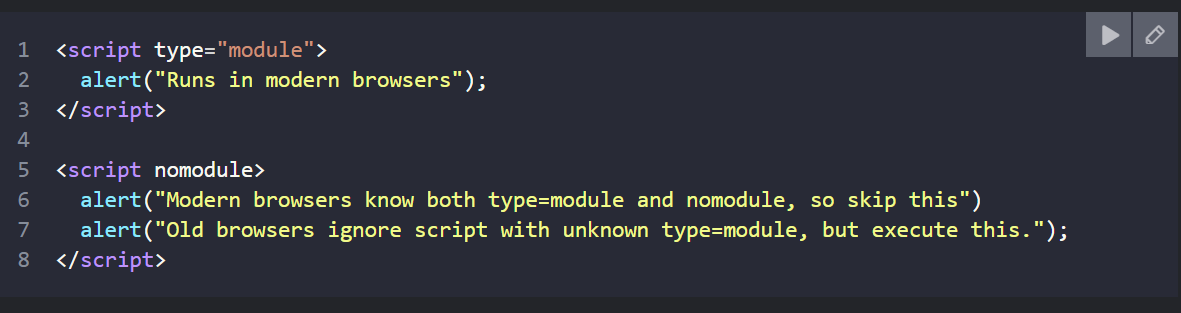 1 <script type="module">
2 alert("Runs in modern browsers");
3 </script>
4
5 <script nomodule>
6 alert("Modern browsers know both type=module and nomodule, so skip this")
7 alert("Old browsers ignore script with unknown type=module, but execute this.");
8 </script>